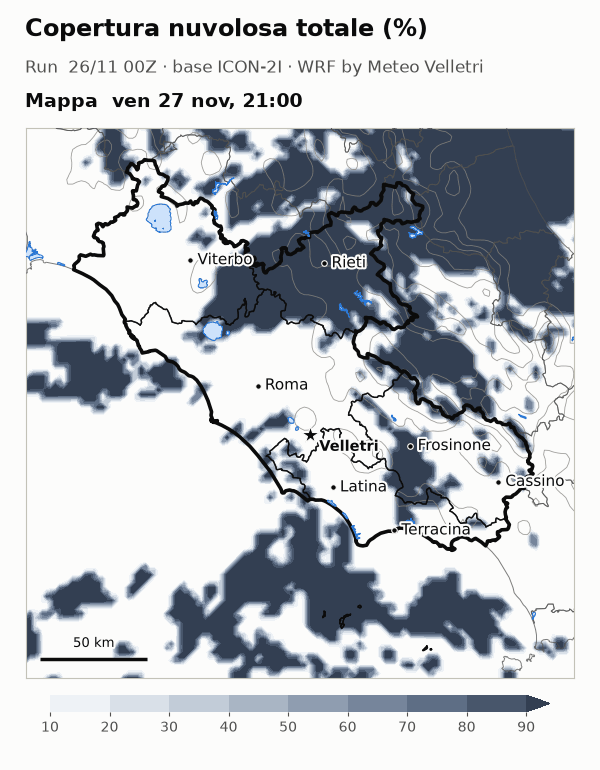 Copertura nuvolosa totale (%)
Run  26/11 00Z · base ICON-2I · WRF by Meteo Velletri
Mappa  ven 27 nov, 21:00
Viterbo
Rieti
Roma
Velletri
Frosinone
Cassino
Latina
Terracina
50 km
10 20 30 40 50 60 70 80 90